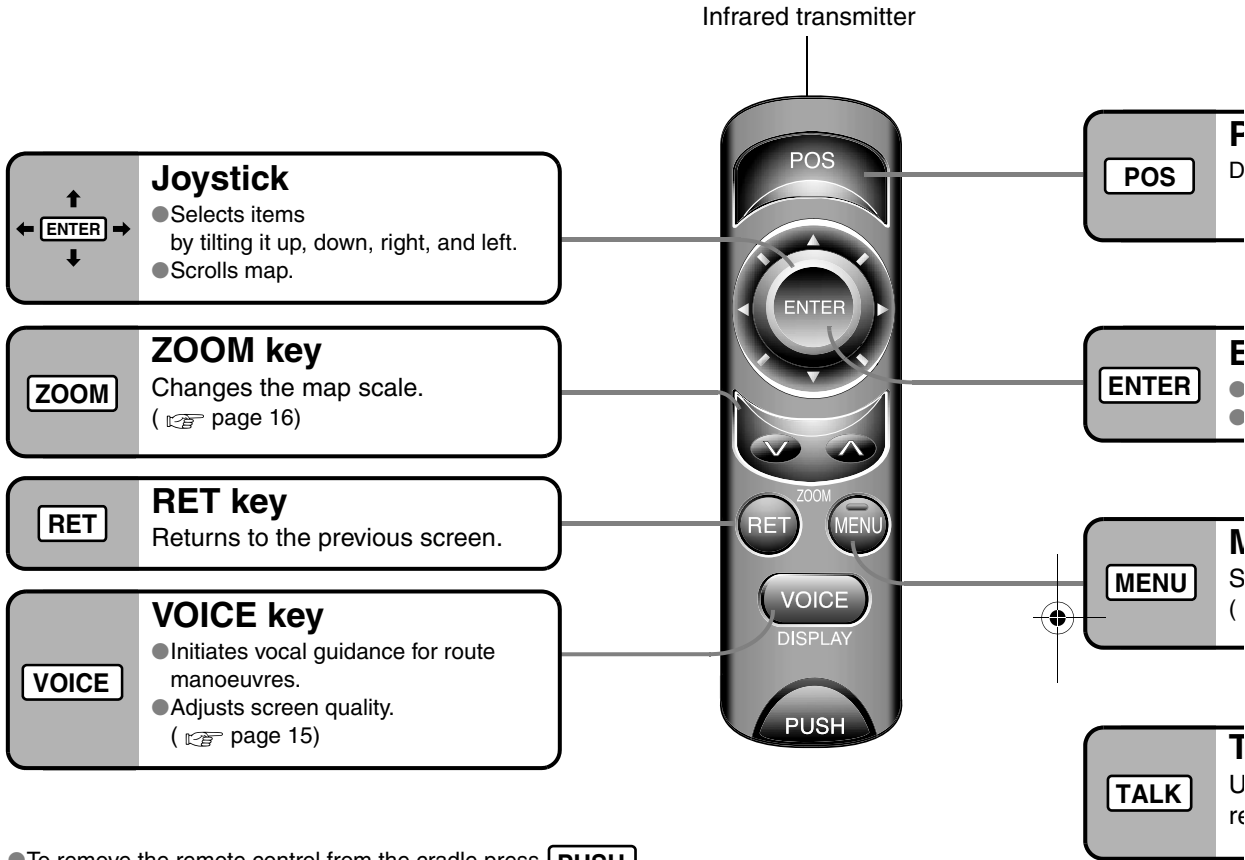 Infrared transmitter
Joystick
●Selects items
by tilting it up, down, right, and left.
●Scrolls map.
ENTER
ZOOM key
Changes the map scale.
( ☞ page 16)
ZOOM
RET key
Returns to the previous screen.
RET
VOICE key
●Initiates vocal guidance for route
manoeuvres.
●Adjusts screen quality.
( ☞ page 15)
VOICE
POS
ENTER
ZOOM
RET
MENU
VOICE
DISPLAY
PUSH
POS
P
D
ENTER
E
●
●
MENU
M
S
(
TALK
T
U
re
●To remove the remote control from the cradle press PUSH